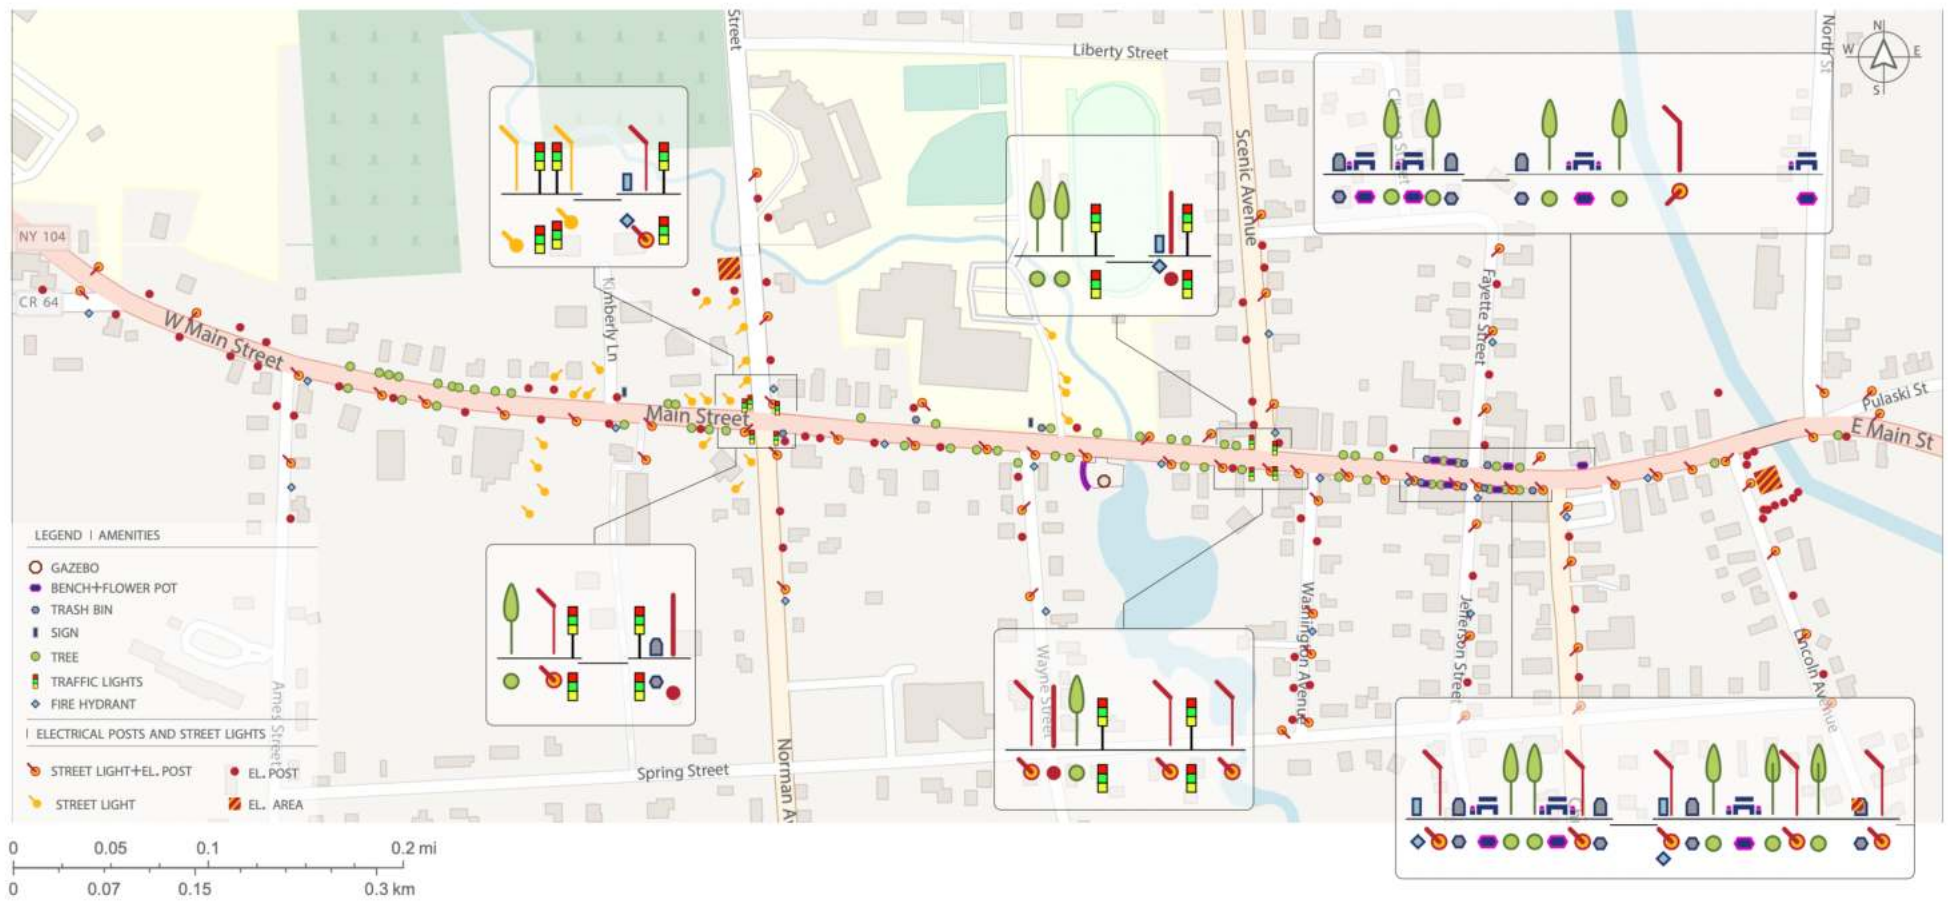 Street
Liberty Street
North St
N
W
E
S
Scenic Avenue
NY 104
CR 64
W Main Street
Kimberly Ln
Main Street
Fayette Street
Pulaski St
E Main St
LEGEND | AMENITIES
GAZEBO
BENCH+FLOWER POT
TRASH BIN
SIGN
TREE
TRAFFIC LIGHTS
FIRE HYDRANT
| ELECTRICAL POSTS AND STREET LIGHTS
STREET LIGHT+EL. POST
EL. POST
STREET LIGHT
EL. AREA
Ames Street
Spring Street
Norman Av
Wayne Street
Washington Avenue
Jefferson Street
Lincoln Avenue
0 0.05 0.1 0.2 mi
0 0.07 0.15 0.3 km